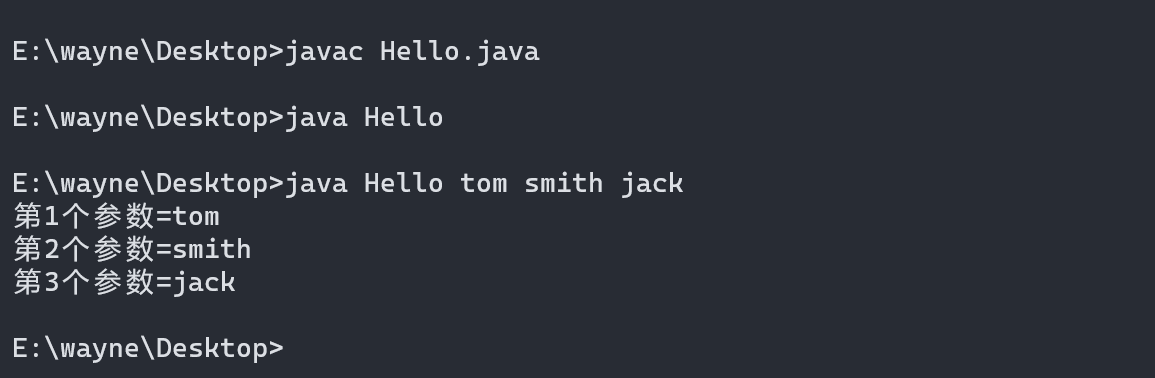 E:\wayne\Desktop>javac Hello.java
E:\wayne\Desktop>java Hello
E:\wayne\Desktop>java Hello tom smith jack
第1个参数=tom
第2个参数=smith
第3个参数=jack
E:\wayne\Desktop>